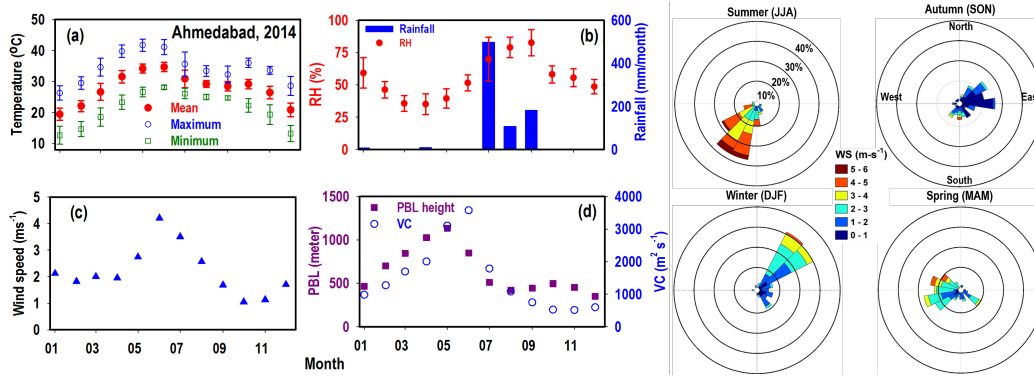 (a)
Ahmedabad, 2014
Temperature (°C)
50
40
30
20
10
Mean
Maximum
Minimum
(b)
Rainfall
RH
RH (%)
100
75
50
25
0
Rainfall (mm/month)
600
400
200
0
(c)
Wind speed (ms-1)
5
4
3
2
1
0
01 03 05 07 09 11
(d)
PBL height
VC
PBL (meter)
1500
1000
500
0
VC (m2 s-1)
4000
3000
2000
1000
0
01 03 05 07 09 11
Month
Summer (JJA)
40%
30%
20%
10%
Autumn (SON)
North
West
East
South
WS (m-s-1)
5 - 6
4 - 5
3 - 4
2 - 3
1 - 2
0 - 1
Winter (DJF)
Spring (MAM)